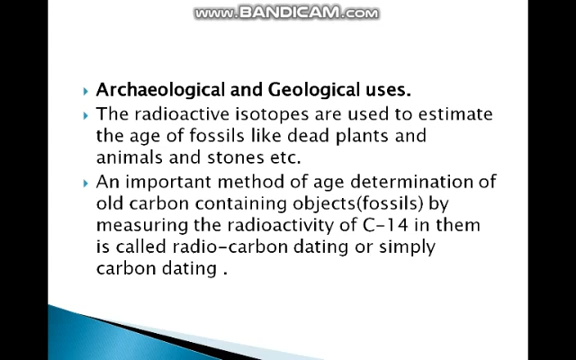 www.BANDICAM.com
Archaeological and Geological uses.
The radioactive isotopes are used to estimate
the age of fossils like dead plants and
animals and stones etc.
An important method of age determination of
old carbon containing objects(fossils) by
measuring the radioactivity of C-14 in them
is called radio-carbon dating or simply
carbon dating .